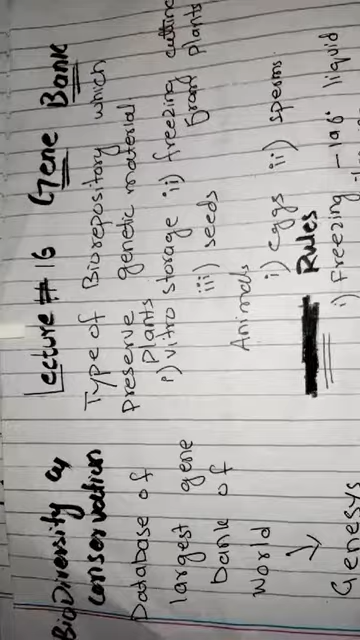 BioDiversity &
conservation
Database of
largest gene
bank of
world
↓
Genesys
Lecture # 16 Gene Bank
Type of Biorepository which
preserve genetic material
Plants
i) vitro storage ii) freezing cutting
from plants
iii) seeds
Animals
i) eggs ii) sperms
Rules
i) Freezing -196° liquid